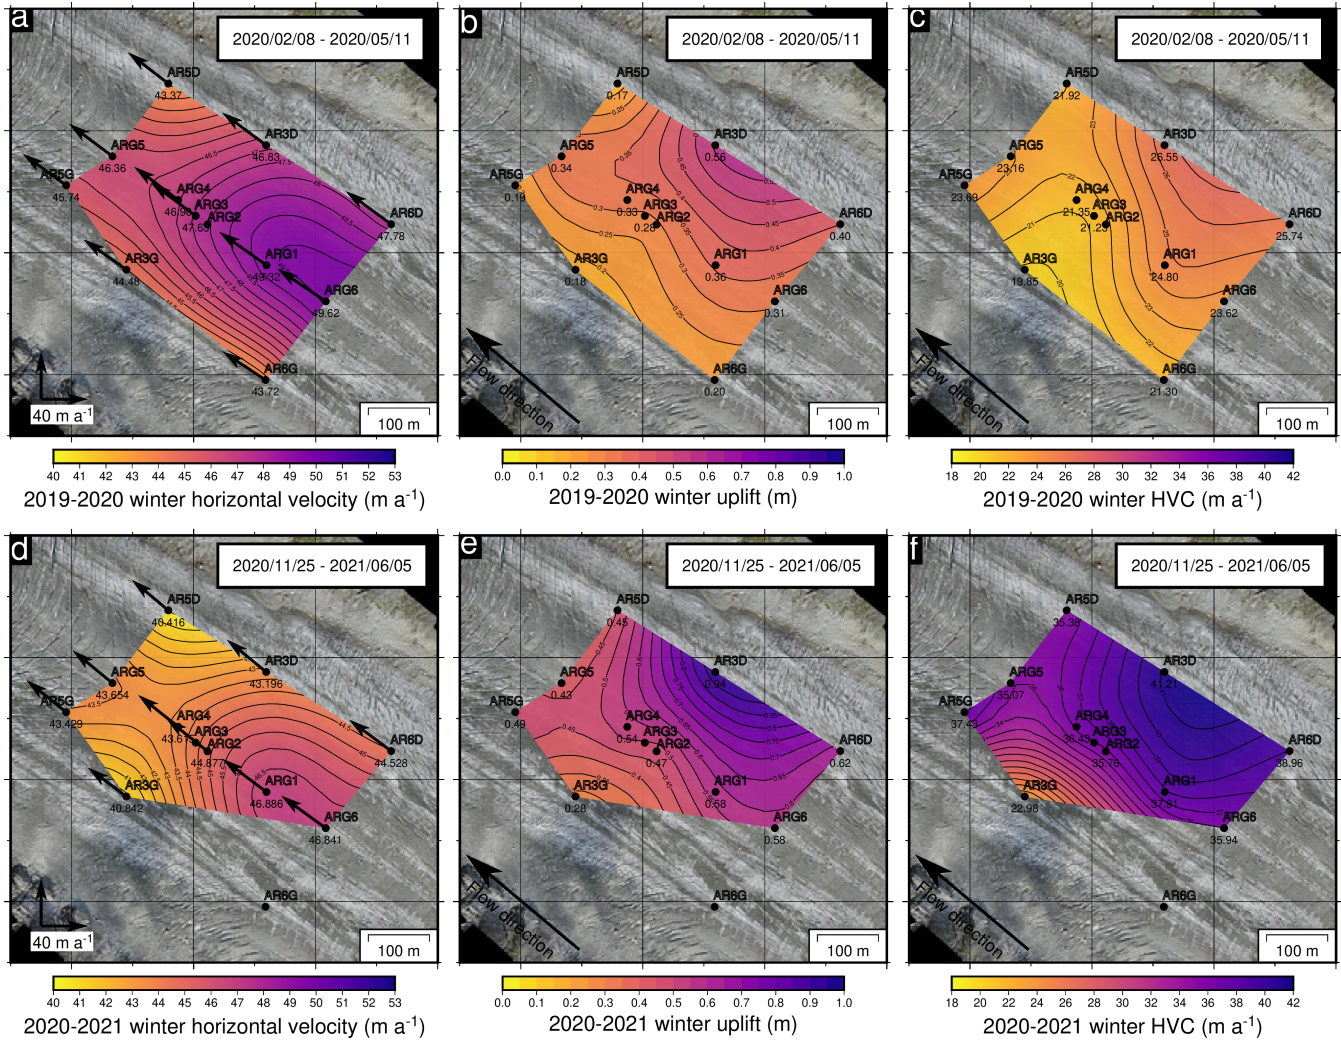 a
2020/02/08 - 2020/05/11
AR5D
43.37
AR3D
46.83
ARG5
46.36
AR5G
45.74
ARG4
46.96
ARG3
ARG2
AR6D
47.78
AR3G
44.48
ARG1
49.32
ARG6
49.62
AR6G
43.72
40 m a-1
100 m
40 41 42 43 44 45 46 47 48 49 50 51 52 53
2019-2020 winter horizontal velocity (m a-1)
b
2020/02/08 - 2020/05/11
AR5D
0.17
AR3D
0.56
ARG5
0.34
AR5G
0.19
ARG4
0.33
ARG3
ARG2
0.28
AR6D
0.40
AR3G
0.18
ARG1
0.36
ARG6
0.31
AR6G
0.20
Flow direction
100 m
0.0 0.1 0.2 0.3 0.4 0.5 0.6 0.7 0.8 0.9 1.0
2019-2020 winter uplift (m)
c
2020/02/08 - 2020/05/11
AR5D
21.92
AR3D
26.55
ARG5
23.16
AR5G
23.69
ARG4
21.35
ARG3
ARG2
AR6D
25.74
AR3G
19.85
ARG1
24.80
ARG6
23.62
AR6G
21.30
Flow direction
100 m
18 20 22 24 26 28 30 32 34 36 38 40 42
2019-2020 winter HVC (m a-1)
d
2020/11/25 - 2021/06/05
AR5D
40.416
AR3D
43.196
ARG5
43.654
AR5G
43.429
ARG4
ARG3
ARG2
44.877
AR6D
44.528
AR3G
40.842
ARG1
46.886
ARG6
46.841
AR6G
40 m a-1
100 m
40 41 42 43 44 45 46 47 48 49 50 51 52 53
2020-2021 winter horizontal velocity (m a-1)
e
2020/11/25 - 2021/06/05
AR5D
0.45
AR3D
0.94
ARG5
0.43
AR5G
0.49
ARG4
0.54
ARG3
ARG2
0.47
AR6D
0.62
AR3G
0.28
ARG1
0.58
ARG6
0.58
AR6G
Flow direction
100 m
0.0 0.1 0.2 0.3 0.4 0.5 0.6 0.7 0.8 0.9 1.0
2020-2021 winter uplift (m)
f
2020/11/25 - 2021/06/05
AR5D
35.38
AR3D
41.21
ARG5
35.07
AR5G
37.43
ARG4
36.43
ARG3
ARG2
35.76
AR6D
38.96
AR3G
22.98
ARG1
37.91
ARG6
35.94
AR6G
Flow direction
100 m
18 20 22 24 26 28 30 32 34 36 38 40 42
2020-2021 winter HVC (m a-1)